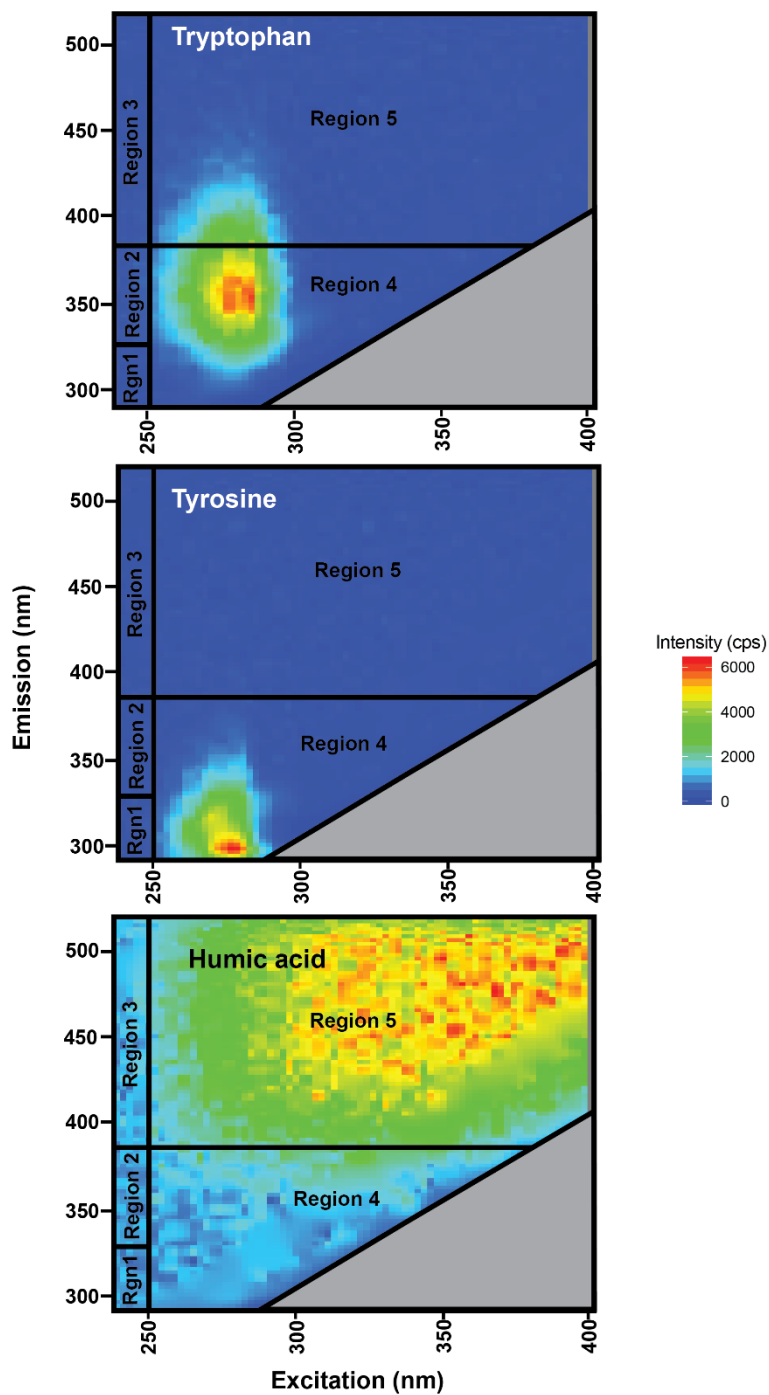 Tryptophan
500
450
400
350
300
Region 3
Region 2
Rgn1
Region 5
Region 4
250
300
350
400
Tyrosine
500
450
400
350
300
Region 3
Region 2
Rgn1
Region 5
Region 4
250
300
350
400
Emission (nm)
Intensity (cps)
6000
4000
2000
0
Humic acid
500
450
400
350
300
Region 3
Region 2
Rgn1
Region 5
Region 4
250
300
350
400
Excitation (nm)